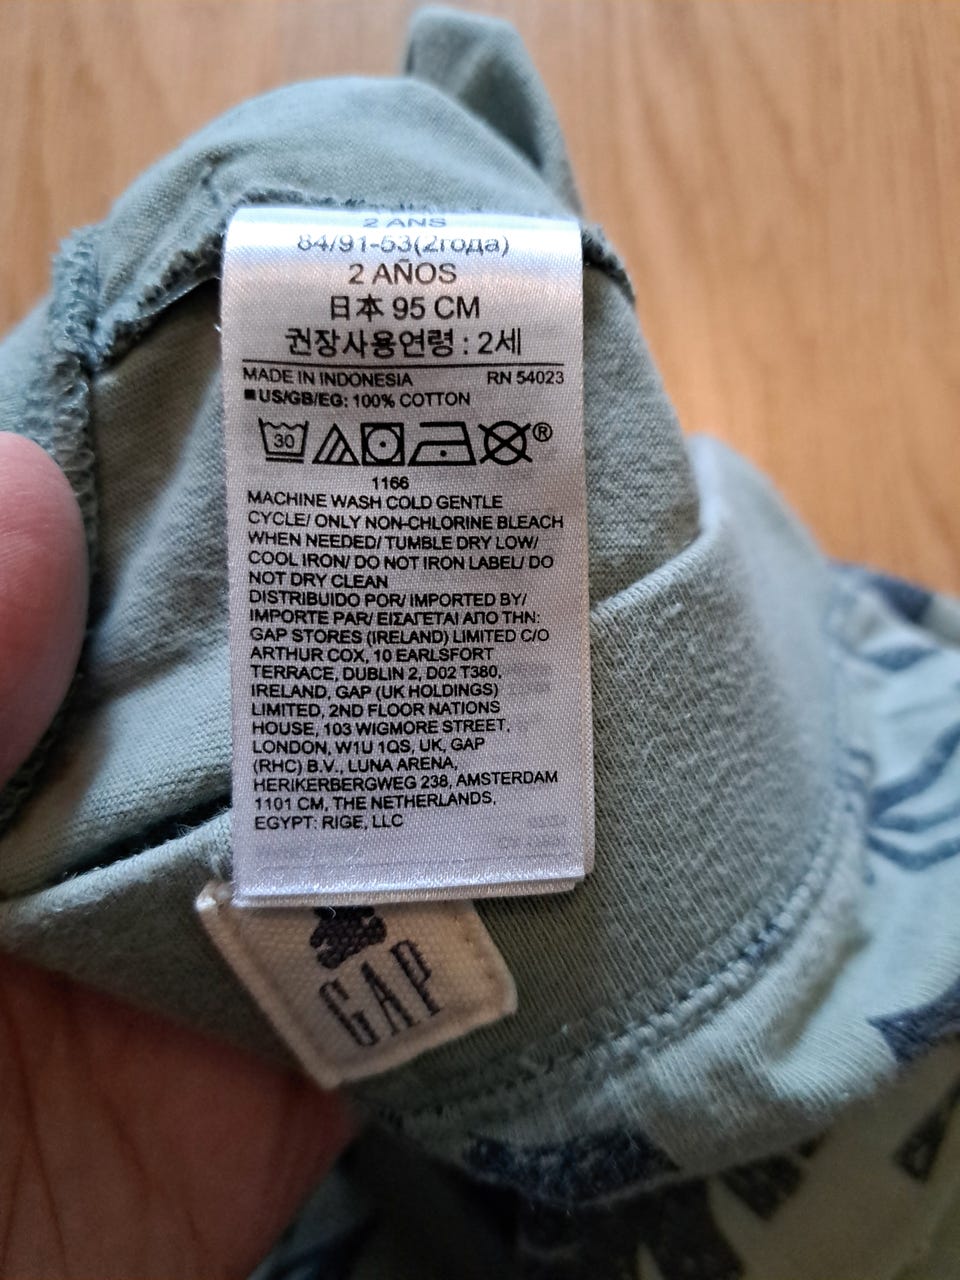 2 ANS
84/91-53(2года)
2 AÑOS
日本 95 CM
권장사용연령 : 2세
MADE IN INDONESIA RN 54023
■US/GB/EG: 100% COTTON
30 ®
1166
MACHINE WASH COLD GENTLE
CYCLE/ ONLY NON-CHLORINE BLEACH
WHEN NEEDED/ TUMBLE DRY LOW/
COOL IRON/ DO NOT IRON LABEL/ DO
NOT DRY CLEAN
DISTRIBUIDO POR/ IMPORTED BY/
IMPORTE PAR/ ΕΙΣΑΓΕΤΑΙ ΑΠΟ ΤΗΝ:
GAP STORES (IRELAND) LIMITED C/O
ARTHUR COX, 10 EARLSFORT
TERRACE, DUBLIN 2, D02 T380,
IRELAND, GAP (UK HOLDINGS)
LIMITED, 2ND FLOOR NATIONS
HOUSE, 103 WIGMORE STREET,
LONDON, W1U 1QS, UK, GAP
(RHC) B.V., LUNA ARENA,
HERIKERBERGWEG 238, AMSTERDAM
1101 CM, THE NETHERLANDS,
EGYPT: RIGE, LLC
GAP